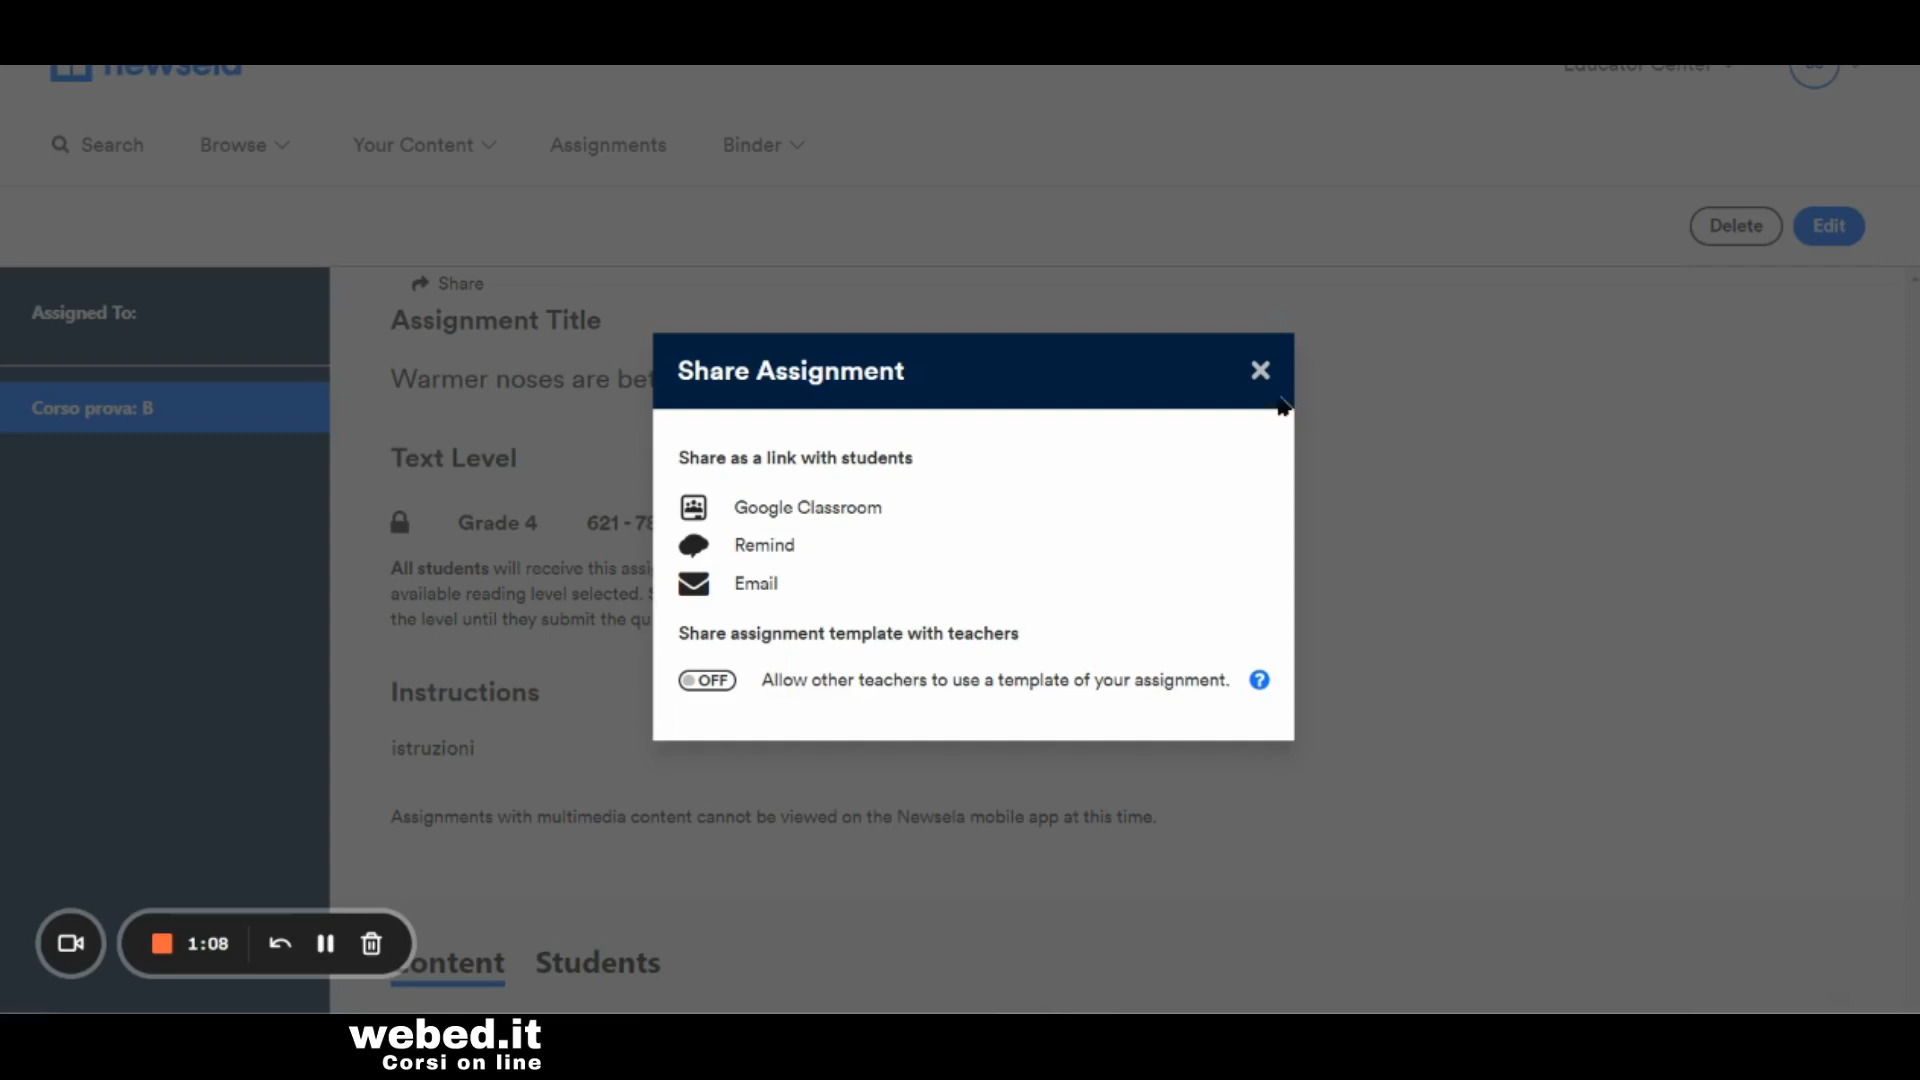 newsela
Educator Center
Search Browse Your Content Assignments Binder
Delete Edit
Assigned To:
Corso prova: B
Share
Assignment Title
Warmer noses are bet
Text Level
Grade 4 621 - 78
All students will receive this assi
available reading level selected.
the level until they submit the qu
Instructions
istruzioni
Assignments with multimedia content cannot be viewed on the Newsela mobile app at this time.
Share Assignment
Share as a link with students
Google Classroom
Remind
Email
Share assignment template with teachers
OFF Allow other teachers to use a template of your assignment. ?
1:08
ontent Students
webed.it
Corsi on line